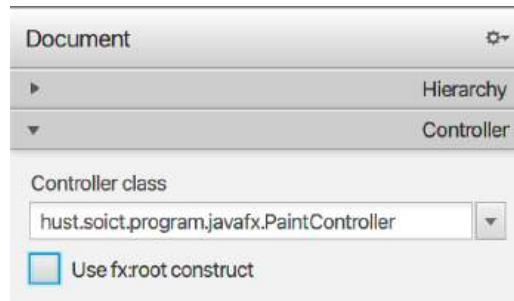 Document
Hierarchy
Controller
Controller class
hust.soict.program.javafx.PaintController
Use fx:root construct